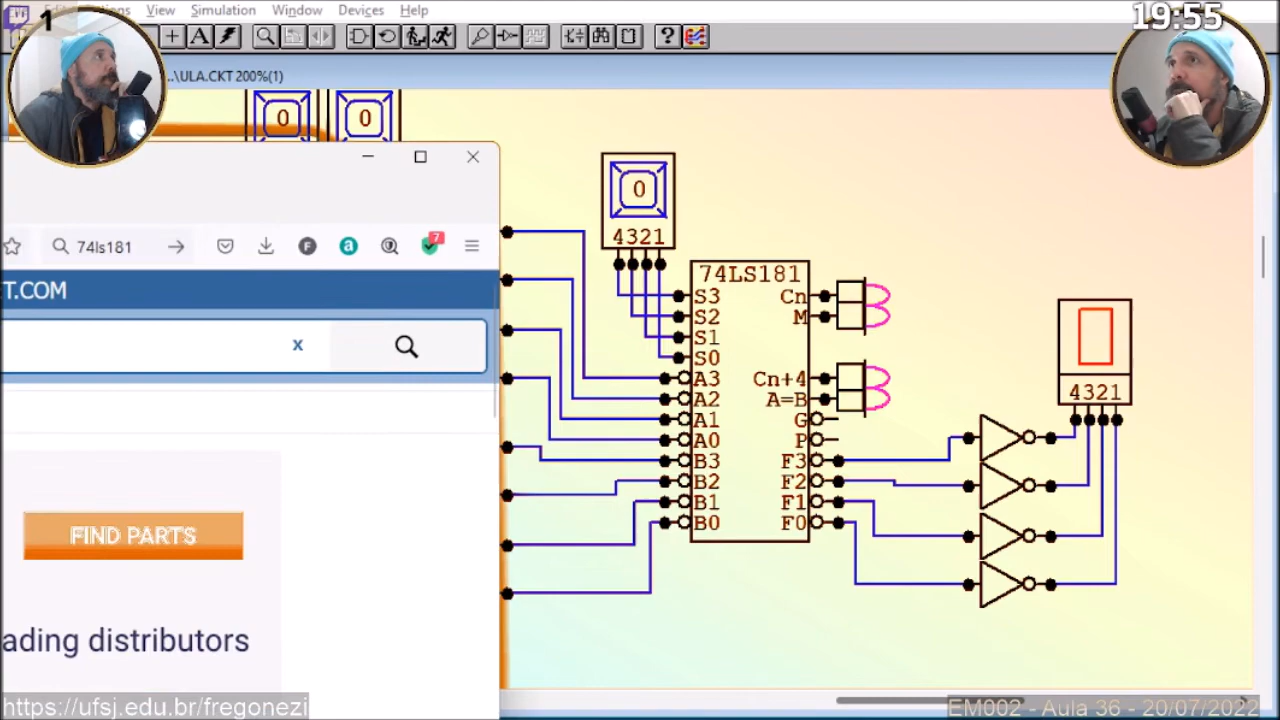 1
View Simulation Window Devices Help
19:55
A
?
..\ULA.CKT 200%(1)
0
0
0
4321
74ls181
F
a
7
T.COM
x
FIND PARTS
ading distributors
74LS181
S3
S2
S1
S0
A3
A2
A1
A0
B3
B2
B1
B0
Cn
M
Cn+4
A=B
G
P
F3
F2
F1
F0
4321
https://ufsj.edu.br/fregonezi
EM002 - Aula 36 - 20/07/2022